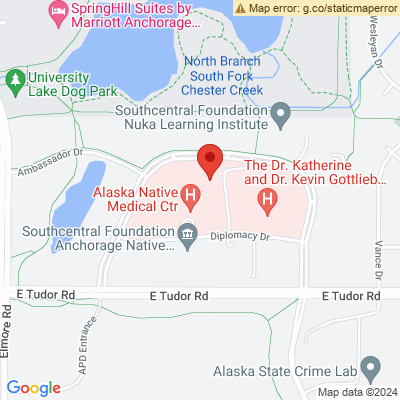 SpringHill Suites by
Marriott Anchorage...
Map error: g.co/staticmaperror
Wesleyan Dr
North Branch
South Fork
Chester Creek
University
Lake Dog Park
Southcentral Foundation
Nuka Learning Institute
Ambassador Dr
The Dr. Katherine
and Dr. Kevin Gottlieb...
Alaska Native
Medical Ctr
H
H
Southcentral Foundation
Anchorage Native...
Diplomacy Dr
Vance Dr
E Tudor Rd
E Tudor Rd
E Tudor Rd
Elmore Rd
APD Entrance
Alaska State Crime Lab
Google
Map data ©2024